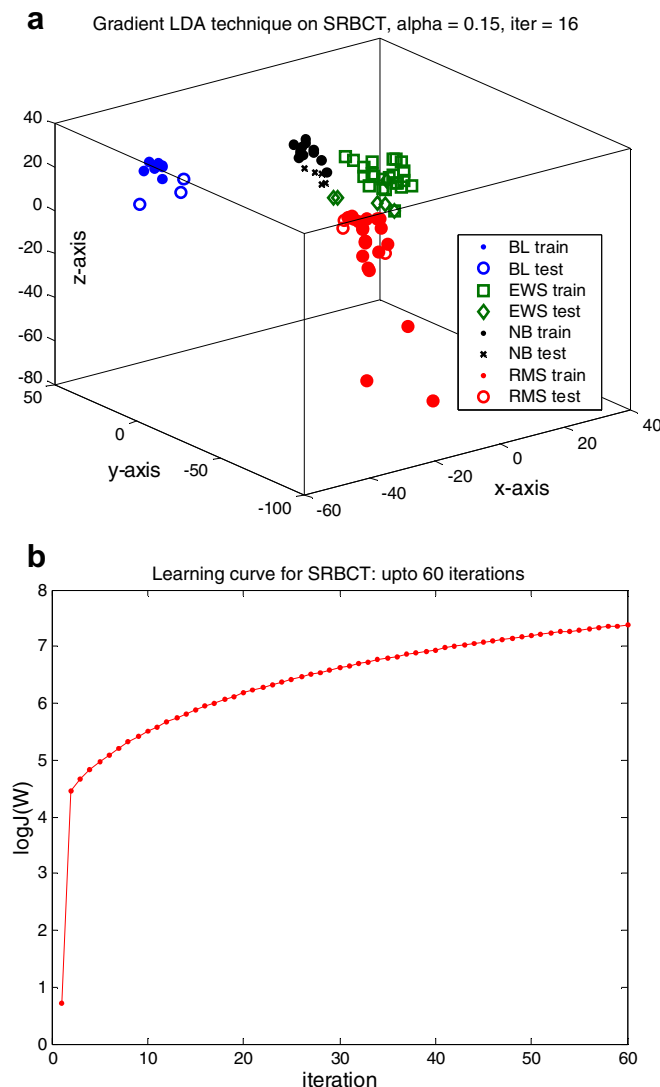 a
Gradient LDA technique on SRBCT, alpha = 0.15, iter = 16
40
20
0
-20
-40
-60
-80
z-axis
50
0
-50
-100
y-axis
-60
-40
-20
0
20
40
x-axis
BL train
BL test
EWS train
EWS test
NB train
NB test
RMS train
RMS test
b
Learning curve for SRBCT: upto 60 iterations
8
7
6
5
4
3
2
1
0
logJ(W)
0 10 20 30 40 50 60
iteration